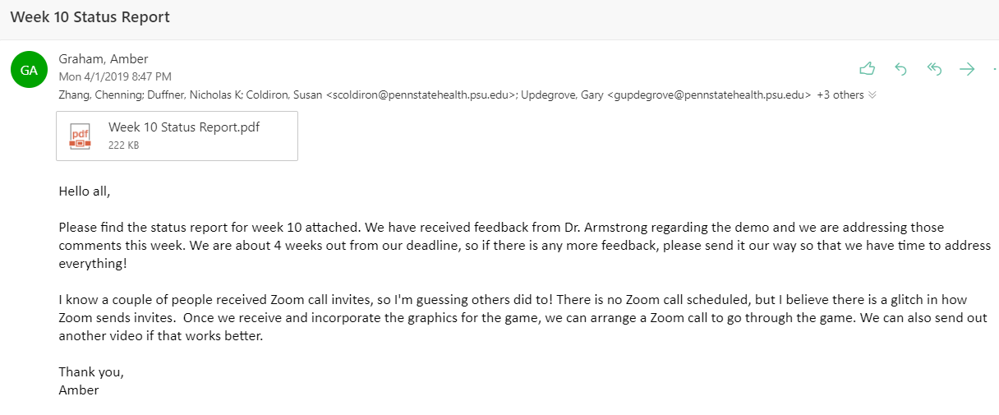 Week 10 Status Report
GA
Graham, Amber
Mon 4/1/2019 8:47 PM
Zhang, Chenning; Duffner, Nicholas K; Coldiron, Susan <scoldiron@pennstatehealth.psu.edu>; Updegrove, Gary <gupdegrove@pennstatehealth.psu.edu> +3 others
pdf
Week 10 Status Report.pdf
222 KB
Hello all,
Please find the status report for week 10 attached. We have received feedback from Dr. Armstrong regarding the demo and we are addressing those
comments this week. We are about 4 weeks out from our deadline, so if there is any more feedback, please send it our way so that we have time to address
everything!
I know a couple of people received Zoom call invites, so I'm guessing others did to! There is no Zoom call scheduled, but I believe there is a glitch in how
Zoom sends invites.  Once we receive and incorporate the graphics for the game, we can arrange a Zoom call to go through the game. We can also send out
another video if that works better.
Thank you,
Amber